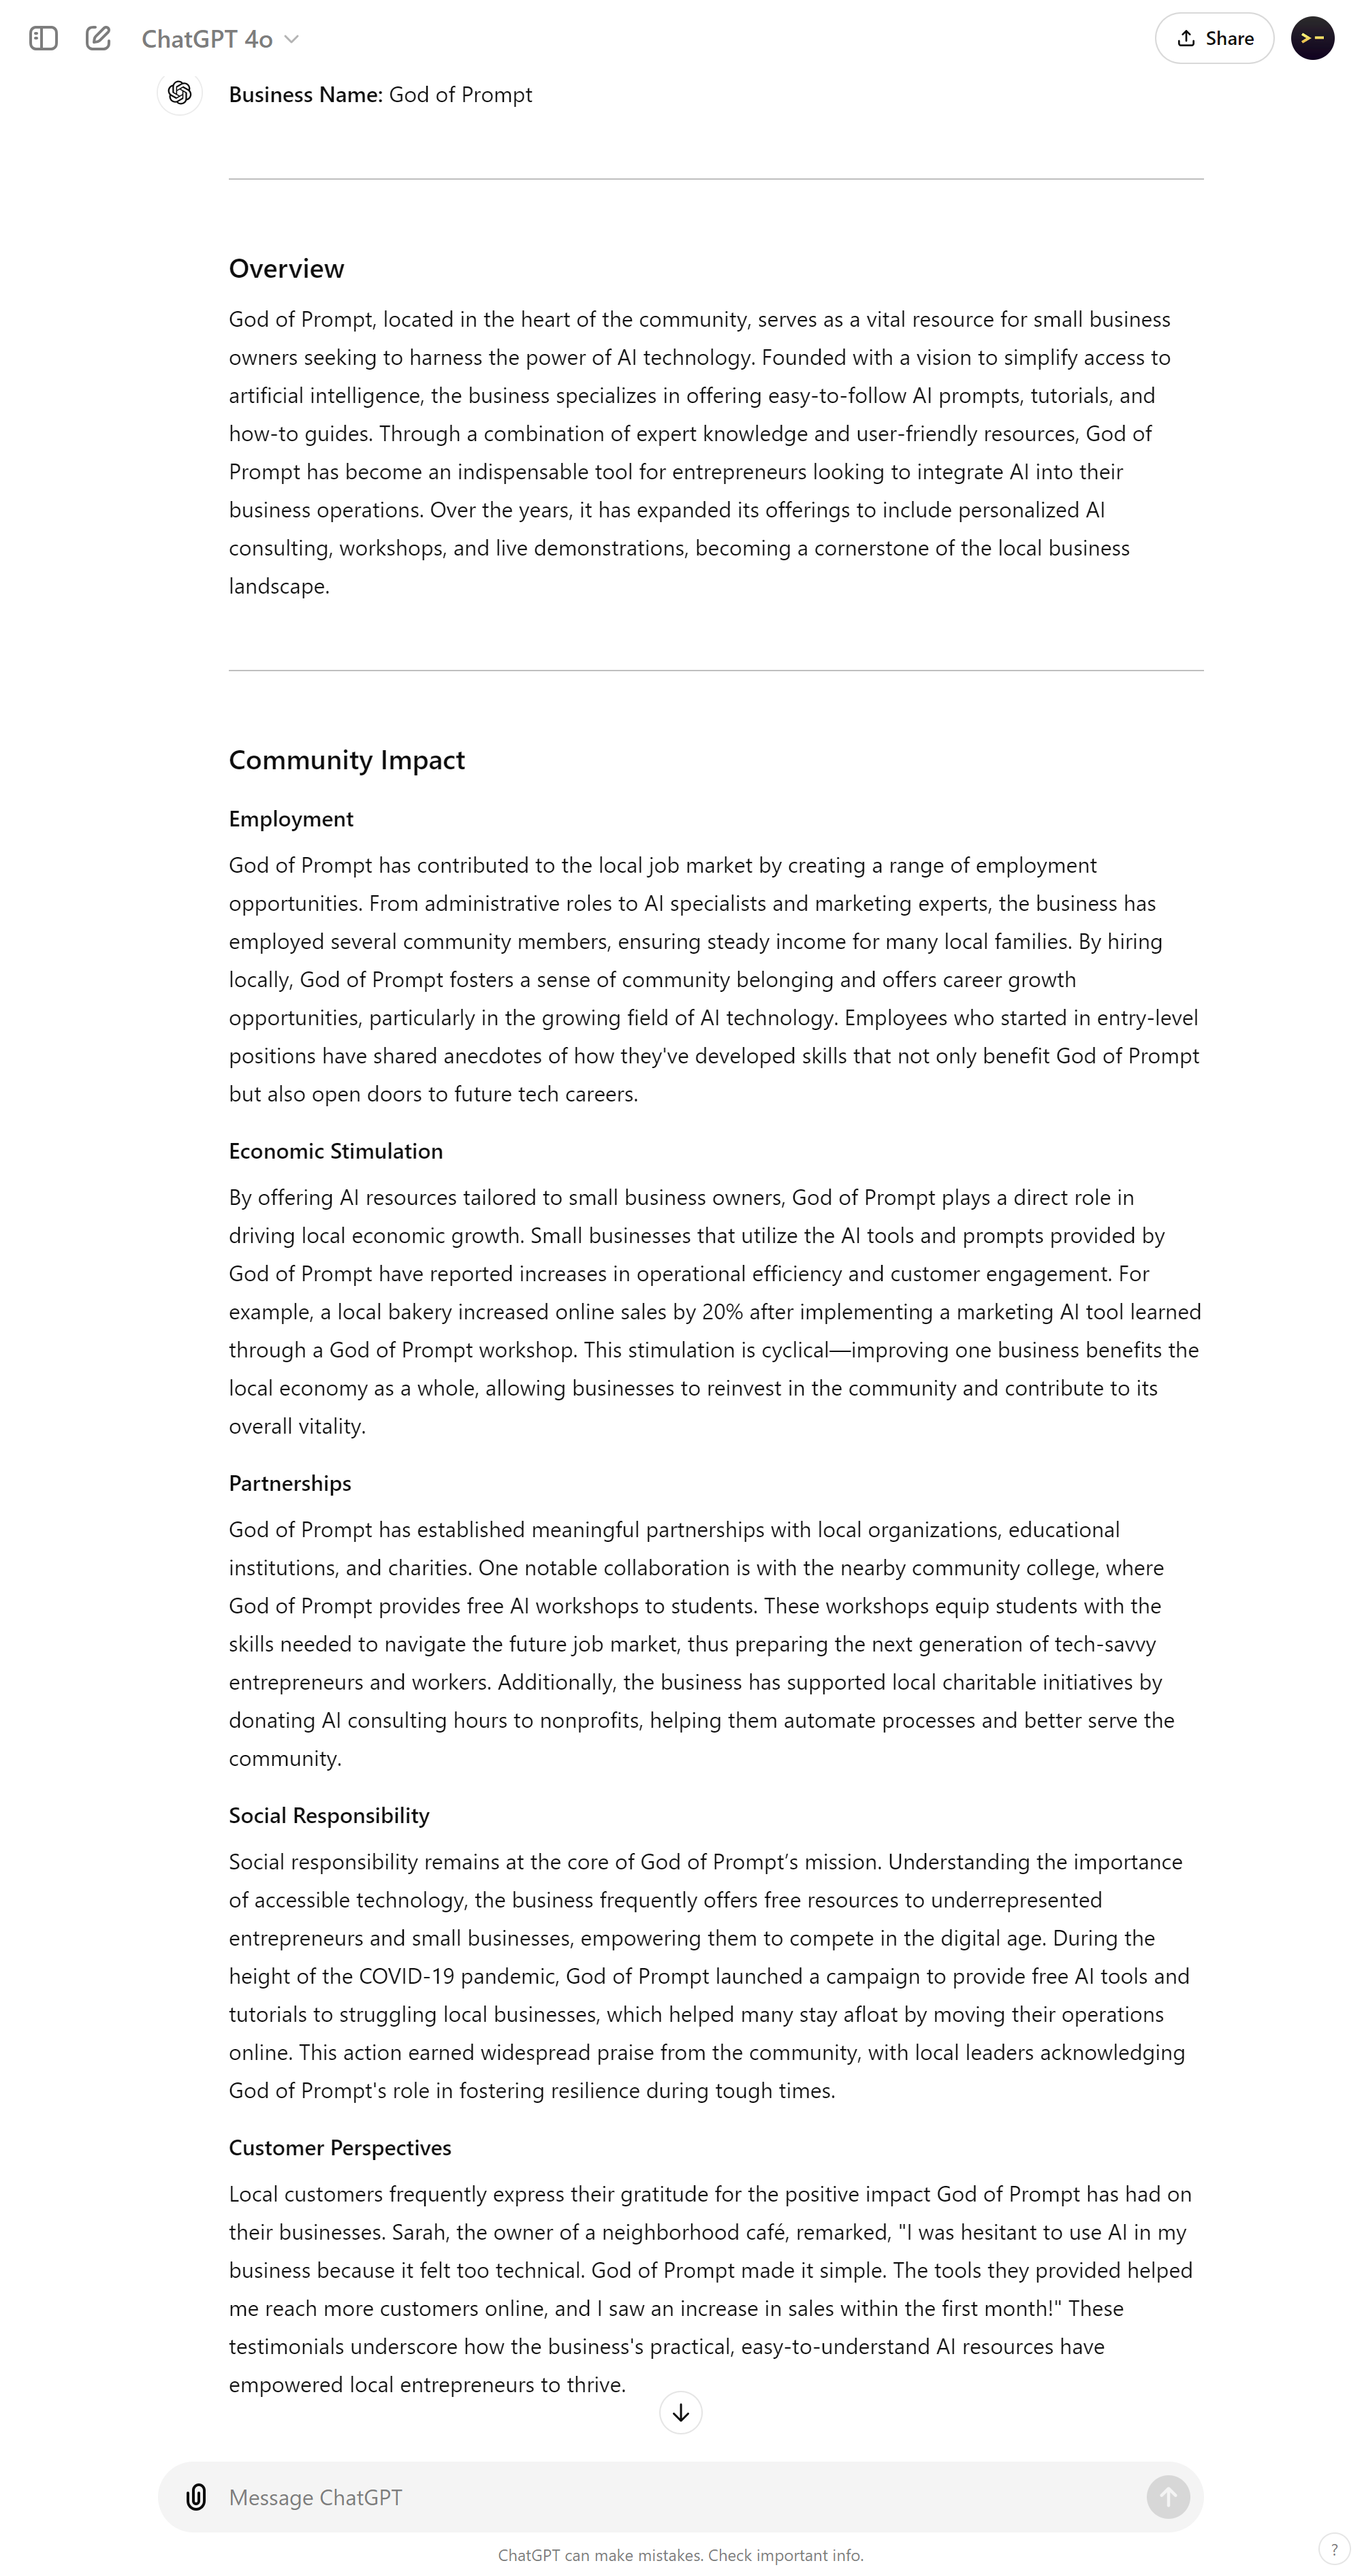 ChatGPT 4o
Share
Business Name: God of Prompt
Overview
God of Prompt, located in the heart of the community, serves as a vital resource for small business
owners seeking to harness the power of AI technology. Founded with a vision to simplify access to
artificial intelligence, the business specializes in offering easy-to-follow AI prompts, tutorials, and
how-to guides. Through a combination of expert knowledge and user-friendly resources, God of
Prompt has become an indispensable tool for entrepreneurs looking to integrate AI into their
business operations. Over the years, it has expanded its offerings to include personalized AI
consulting, workshops, and live demonstrations, becoming a cornerstone of the local business
landscape.
Community Impact
Employment
God of Prompt has contributed to the local job market by creating a range of employment
opportunities. From administrative roles to AI specialists and marketing experts, the business has
employed several community members, ensuring steady income for many local families. By hiring
locally, God of Prompt fosters a sense of community belonging and offers career growth
opportunities, particularly in the growing field of AI technology. Employees who started in entry-level
positions have shared anecdotes of how they've developed skills that not only benefit God of Prompt
but also open doors to future tech careers.
Economic Stimulation
By offering AI resources tailored to small business owners, God of Prompt plays a direct role in
driving local economic growth. Small businesses that utilize the AI tools and prompts provided by
God of Prompt have reported increases in operational efficiency and customer engagement. For
example, a local bakery increased online sales by 20% after implementing a marketing AI tool learned
through a God of Prompt workshop. This stimulation is cyclical—improving one business benefits the
local economy as a whole, allowing businesses to reinvest in the community and contribute to its
overall vitality.
Partnerships
God of Prompt has established meaningful partnerships with local organizations, educational
institutions, and charities. One notable collaboration is with the nearby community college, where
God of Prompt provides free AI workshops to students. These workshops equip students with the
skills needed to navigate the future job market, thus preparing the next generation of tech-savvy
entrepreneurs and workers. Additionally, the business has supported local charitable initiatives by
donating AI consulting hours to nonprofits, helping them automate processes and better serve the
community.
Social Responsibility
Social responsibility remains at the core of God of Prompt’s mission. Understanding the importance
of accessible technology, the business frequently offers free resources to underrepresented
entrepreneurs and small businesses, empowering them to compete in the digital age. During the
height of the COVID-19 pandemic, God of Prompt launched a campaign to provide free AI tools and
tutorials to struggling local businesses, which helped many stay afloat by moving their operations
online. This action earned widespread praise from the community, with local leaders acknowledging
God of Prompt's role in fostering resilience during tough times.
Customer Perspectives
Local customers frequently express their gratitude for the positive impact God of Prompt has had on
their businesses. Sarah, the owner of a neighborhood café, remarked, "I was hesitant to use AI in my
business because it felt too technical. God of Prompt made it simple. The tools they provided helped
me reach more customers online, and I saw an increase in sales within the first month!" These
testimonials underscore how the business's practical, easy-to-understand AI resources have
empowered local entrepreneurs to thrive.
Message ChatGPT
ChatGPT can make mistakes. Check important info.
?